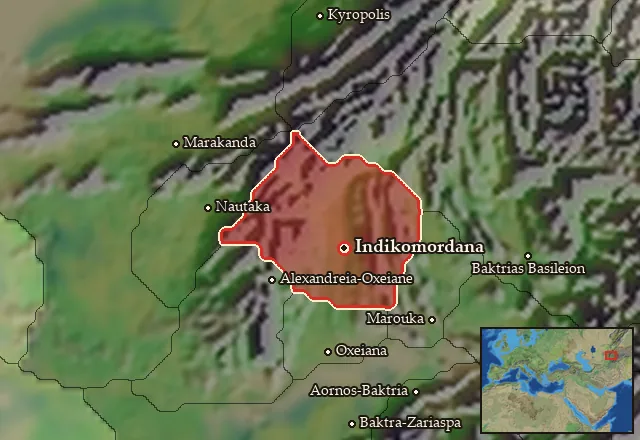 Kyropolis
Marakanda
Nautaka
Indikomordana
Baktrias Basileion
Alexandreia-Oxeiane
Marouka
Oxeiana
Aornos-Baktria
Baktra-Zariaspa